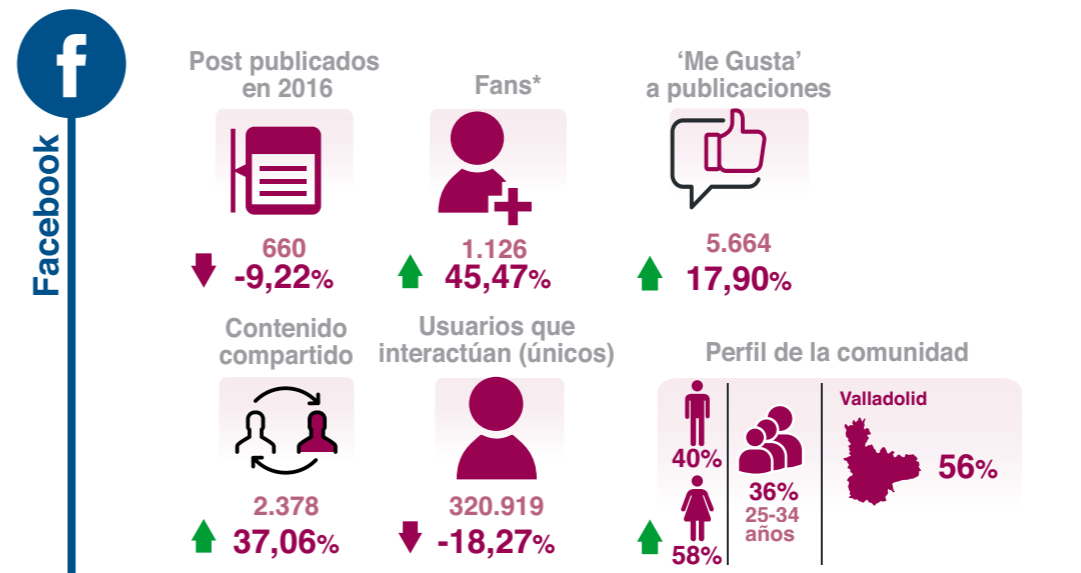 f
Facebook
Post publicados
en 2016
660
-9,22%
Fans*
1.126
45,47%
‘Me Gusta’
a publicaciones
5.664
17,90%
Contenido
compartido
2.378
37,06%
Usuarios que
interactúan (únicos)
320.919
-18,27%
Perfil de la comunidad
40%
58%
36%
25-34
años
Valladolid
56%